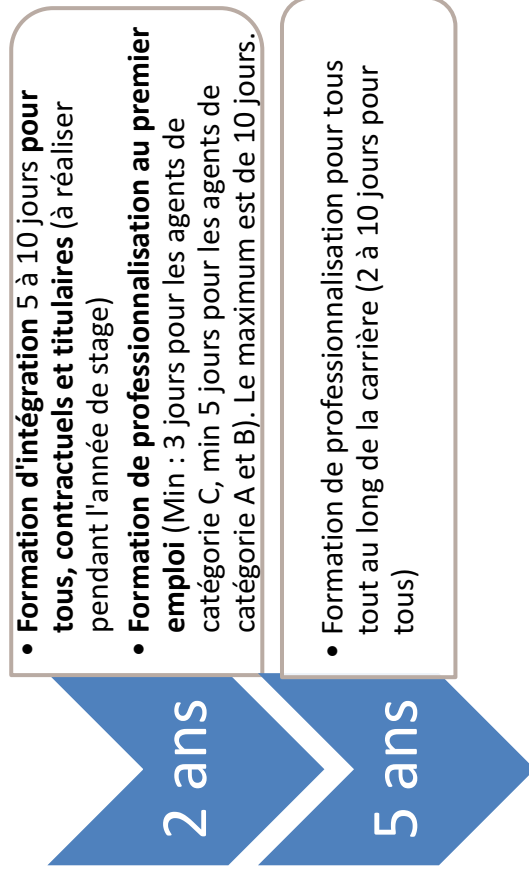 2 ans
• Formation d'intégration 5 à 10 jours pour
tous, contractuels et titulaires (à réaliser
pendant l'année de stage)
• Formation de professionnalisation au premier
emploi (Min : 3 jours pour les agents de
catégorie C, min 5 jours pour les agents de
catégorie A et B). Le maximum est de 10 jours.
5 ans
• Formation de professionnalisation pour tous
tout au long de la carrière (2 à 10 jours pour
tous)